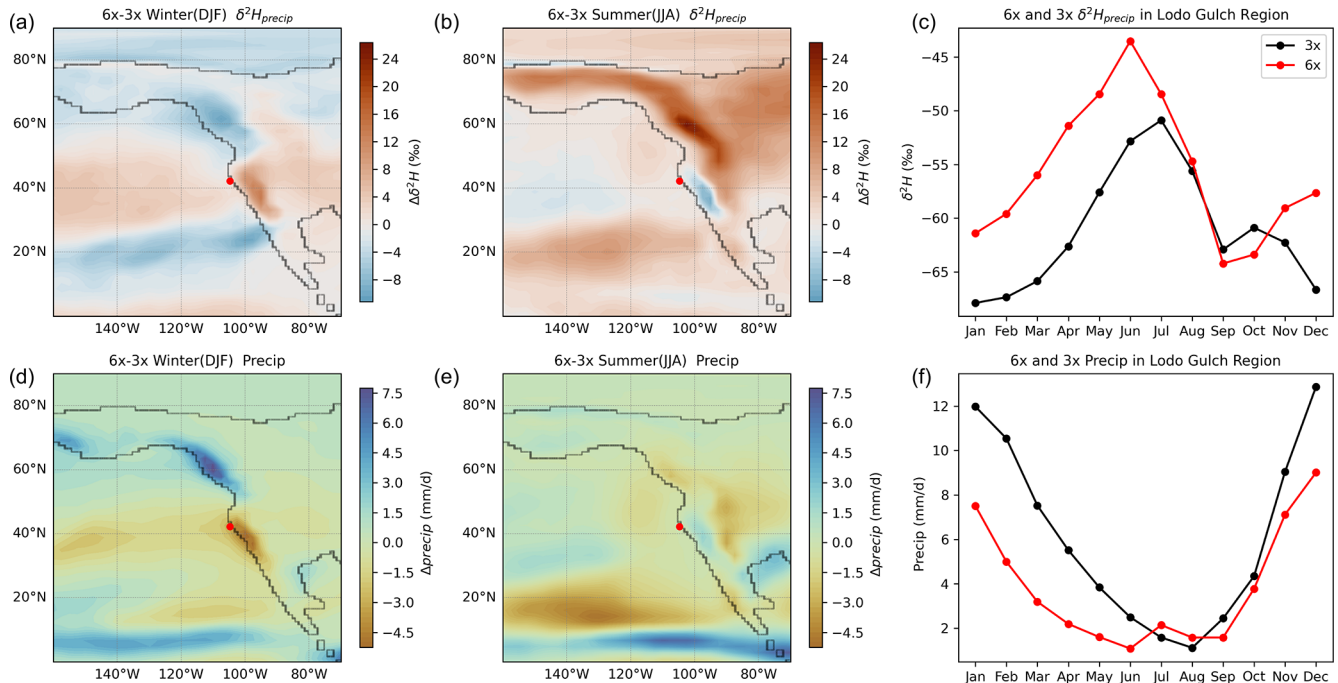 (a) 6x-3x Winter(DJF) δ²H_precip
80°N
60°N
40°N
20°N
140°W 120°W 100°W 80°W
24
20
16
12
8
4
0
−4
−8
Δδ²H (‰)
(b) 6x-3x Summer(JJA) δ²H_precip
80°N
60°N
40°N
20°N
140°W 120°W 100°W 80°W
24
20
16
12
8
4
0
−4
−8
Δδ²H (‰)
(c) 6x and 3x δ²H_precip in Lodo Gulch Region
3x
6x
−45
−50
−55
−60
−65
δ²H (‰)
Jan Feb Mar Apr May Jun Jul Aug Sep Oct Nov Dec
(d) 6x-3x Winter(DJF) Precip
80°N
60°N
40°N
20°N
140°W 120°W 100°W 80°W
7.5
6.0
4.5
3.0
1.5
0.0
−1.5
−3.0
−4.5
Δprecip (mm/d)
(e) 6x-3x Summer(JJA) Precip
80°N
60°N
40°N
20°N
140°W 120°W 100°W 80°W
7.5
6.0
4.5
3.0
1.5
0.0
−1.5
−3.0
−4.5
Δprecip (mm/d)
(f) 6x and 3x Precip in Lodo Gulch Region
12
10
8
6
4
2
Precip (mm/d)
Jan Feb Mar Apr May Jun Jul Aug Sep Oct Nov Dec